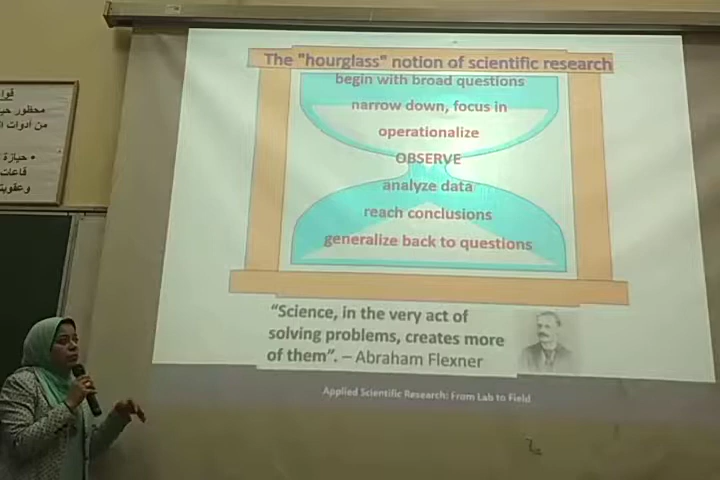 The "hourglass" notion of scientific research
begin with broad questions
narrow down, focus in
operationalize
OBSERVE
analyze data
reach conclusions
generalize back to questions
“Science, in the very act of
solving problems, creates more
of them”. – Abraham Flexner
Applied Scientific Research: From Lab to Field
محظور
من أدوات
• حيازة
قاعات